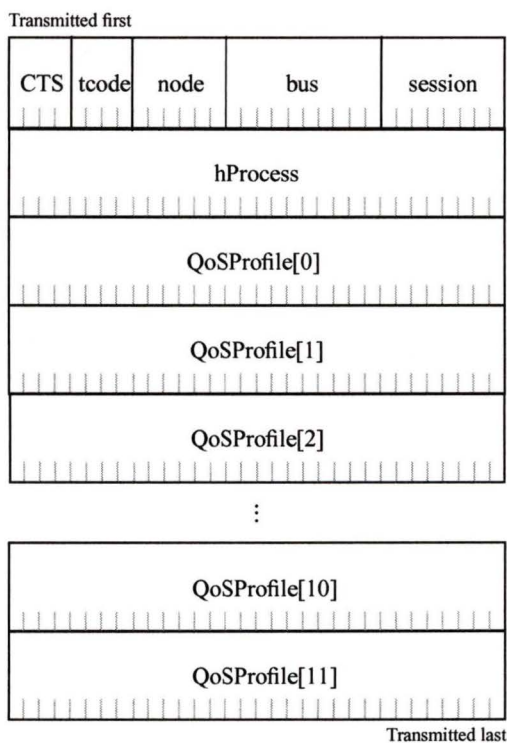 Transmitted first
CTS tcode node bus session
hProcess
QoSProfile[0]
QoSProfile[1]
QoSProfile[2]
⋮
QoSProfile[10]
QoSProfile[11]
Transmitted last